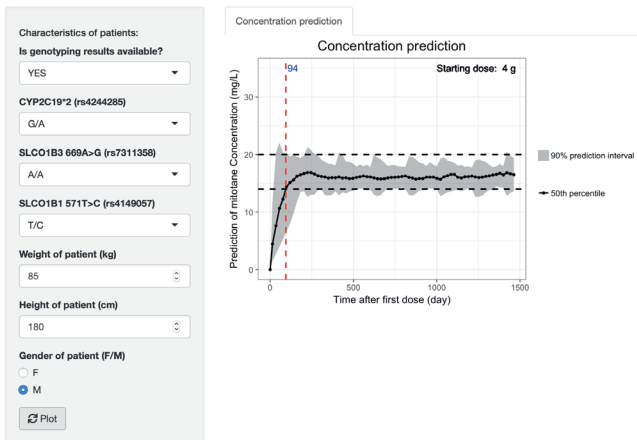 Characteristics of patients:
Is genotyping results available?
YES
CYP2C19*2 (rs4244285)
G/A
SLCO1B3 669A>G (rs7311358)
A/A
SLCO1B1 571T>C (rs4149057)
T/C
Weight of patient (kg)
85
Height of patient (cm)
180
Gender of patient (F/M)
F
M
Plot
Concentration prediction
Concentration prediction
94
Starting dose: 4 g
Prediction of mitotane Concentration (mg/L)
30
20
10
0
0
500
1000
1500
Time after first dose (day)
90% prediction interval
50th percentile